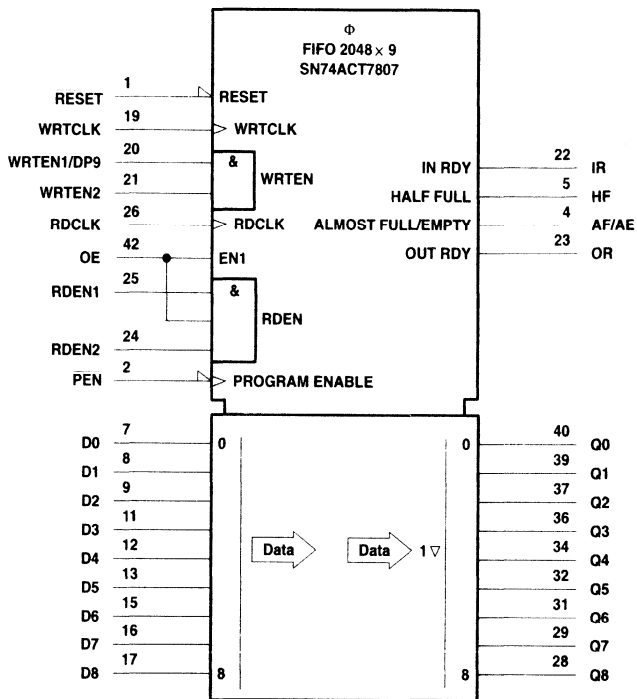 Φ
FIFO 2048 × 9
SN74ACT7807
RESET 1 RESET
WRTCLK 19 WRTCLK
WRTEN1/DP9 20 &
WRTEN
WRTEN2 21
RDCLK 26 RDCLK
OE 42 EN1
RDEN1 25 &
RDEN
RDEN2 24
PEN 2 PROGRAM ENABLE
IN RDY 22 IR
HALF FULL 5 HF
ALMOST FULL/EMPTY 4 AF/AE
OUT RDY 23 OR
D0 7 0
D1 8
D2 9
D3 11
D4 12
D5 13
D6 15
D7 16
D8 17 8
Data Data 1 ▽
0 40 Q0
39 Q1
37 Q2
36 Q3
34 Q4
32 Q5
31 Q6
29 Q7
8 28 Q8